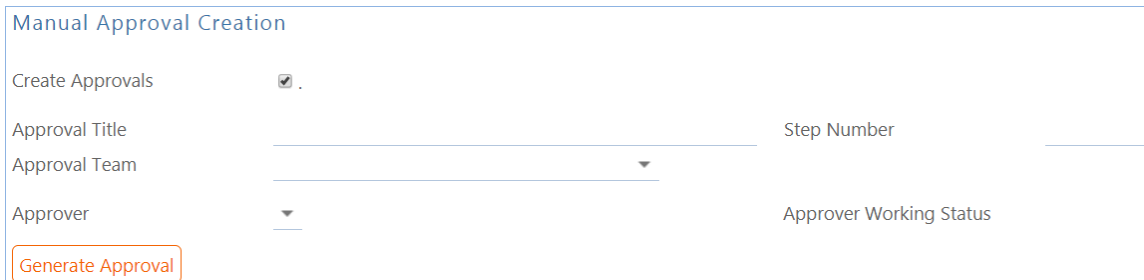 Manual Approval Creation
Create Approvals .
Approval Title Step Number
Approval Team
Approver Approver Working Status
Generate Approval